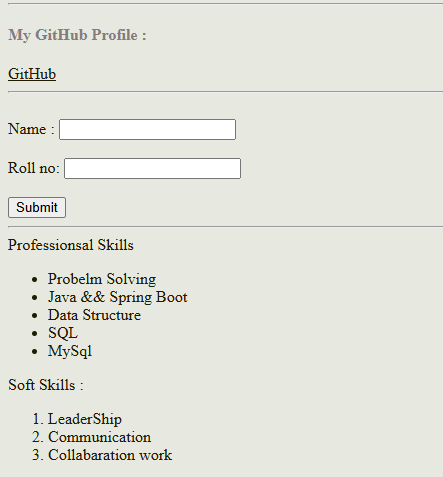 My GitHub Profile :
GitHub
Name :
Roll no:
Submit
Professionsal Skills
Probelm Solving
Java && Spring Boot
Data Structure
SQL
MySql
Soft Skills :
1. LeaderShip
2. Communication
3. Collabaration work